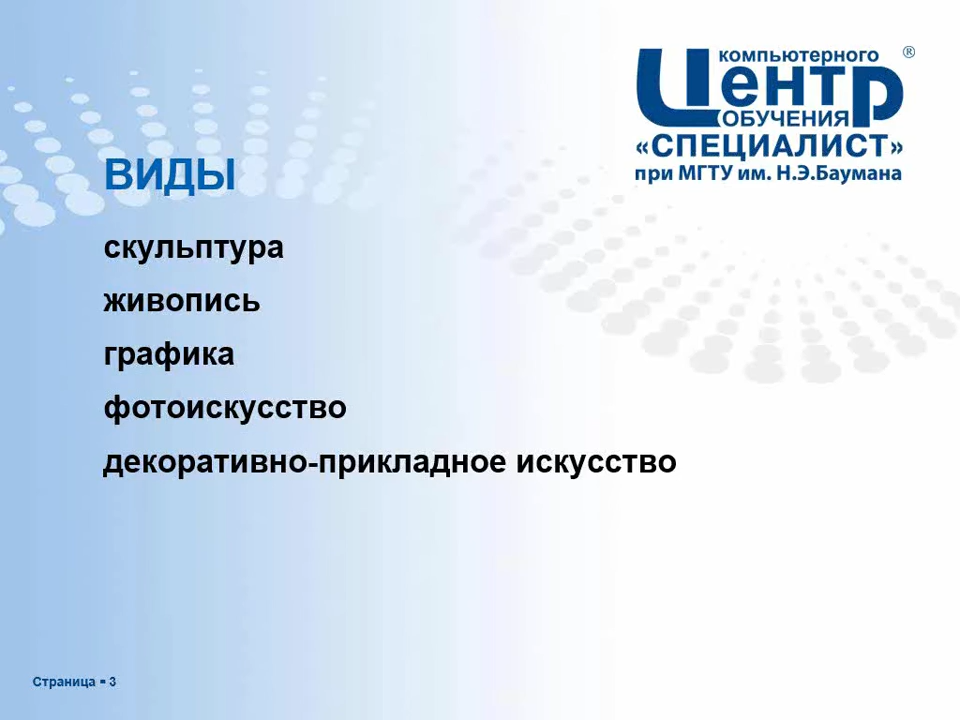 компьютерного ®
Центр
ОБУЧЕНИЯ
«СПЕЦИАЛИСТ»
при МГТУ им. Н.Э.Баумана
ВИДЫ
скульптура
живопись
графика
фотоискусство
декоративно-прикладное искусство
Страница ▪ 3